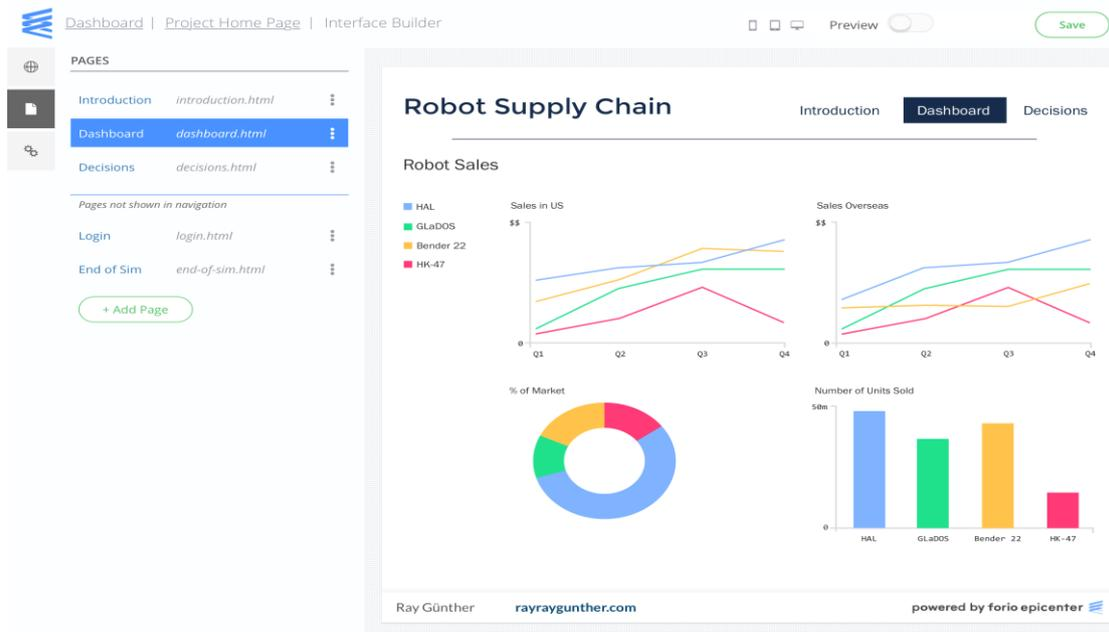 Dashboard | Project Home Page | Interface Builder
Preview
Save
PAGES
Introduction introduction.html
Dashboard dashboard.html
Decisions decisions.html
Pages not shown in navigation
Login login.html
End of Sim end-of-sim.html
+ Add Page
Robot Supply Chain
Introduction Dashboard Decisions
Robot Sales
HAL
GLaDOS
Bender 22
HK-47
Sales in US
$$
0
Q1 Q2 Q3 Q4
Sales Overseas
$$
0
Q1 Q2 Q3 Q4
% of Market
Number of Units Sold
50m
0
HAL GLaDOS Bender 22 HK-47
Ray Günther rayraygunther.com powered by forio epicenter